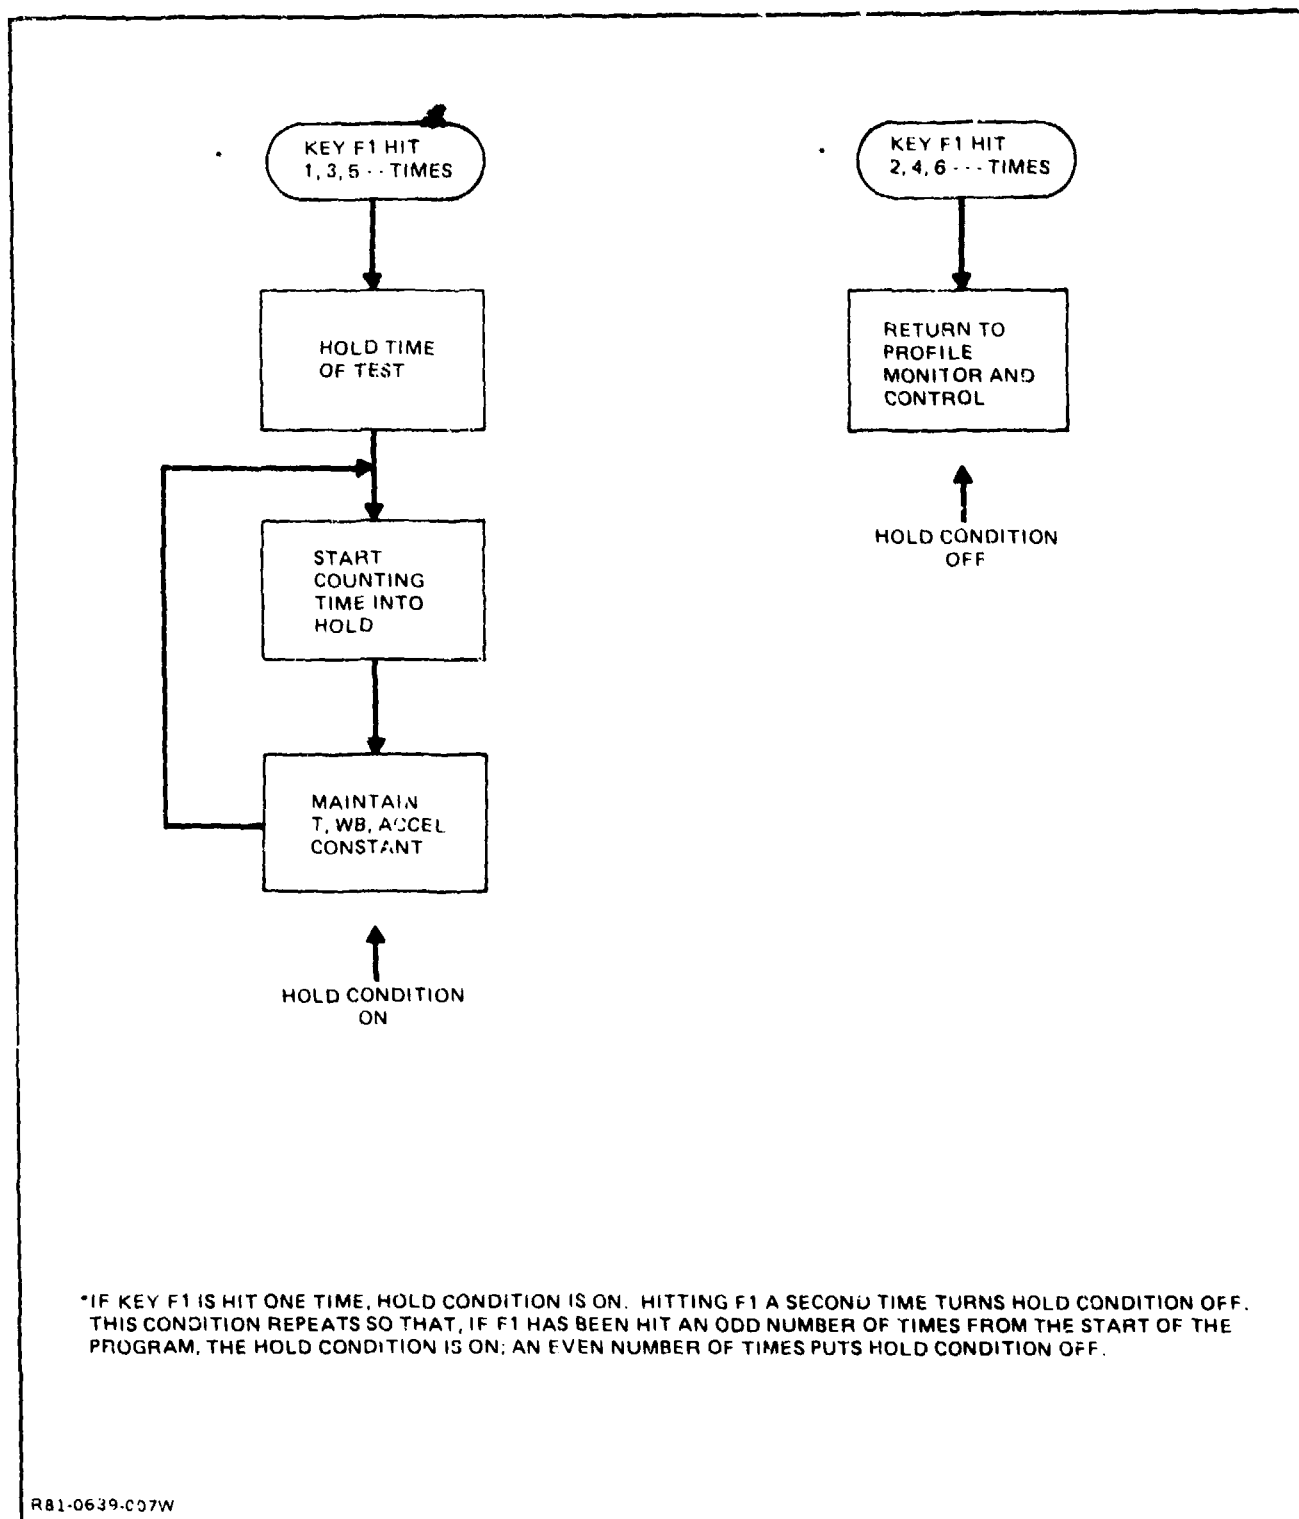 KEY F1 HIT
1, 3, 5 -- TIMES
HOLD TIME
OF TEST
START
COUNTING
TIME INTO
HOLD
MAINTAIN
T, WB, ACCEL
CONSTANT
HOLD CONDITION
ON
KEY F1 HIT
2, 4, 6 --- TIMES
RETURN TO
PROFILE
MONITOR AND
CONTROL
HOLD CONDITION
OFF
*IF KEY F1 IS HIT ONE TIME, HOLD CONDITION IS ON. HITTING F1 A SECOND TIME TURNS HOLD CONDITION OFF.
THIS CONDITION REPEATS SO THAT, IF F1 HAS BEEN HIT AN ODD NUMBER OF TIMES FROM THE START OF THE
PROGRAM, THE HOLD CONDITION IS ON; AN EVEN NUMBER OF TIMES PUTS HOLD CONDITION OFF.
R81-0639-007W